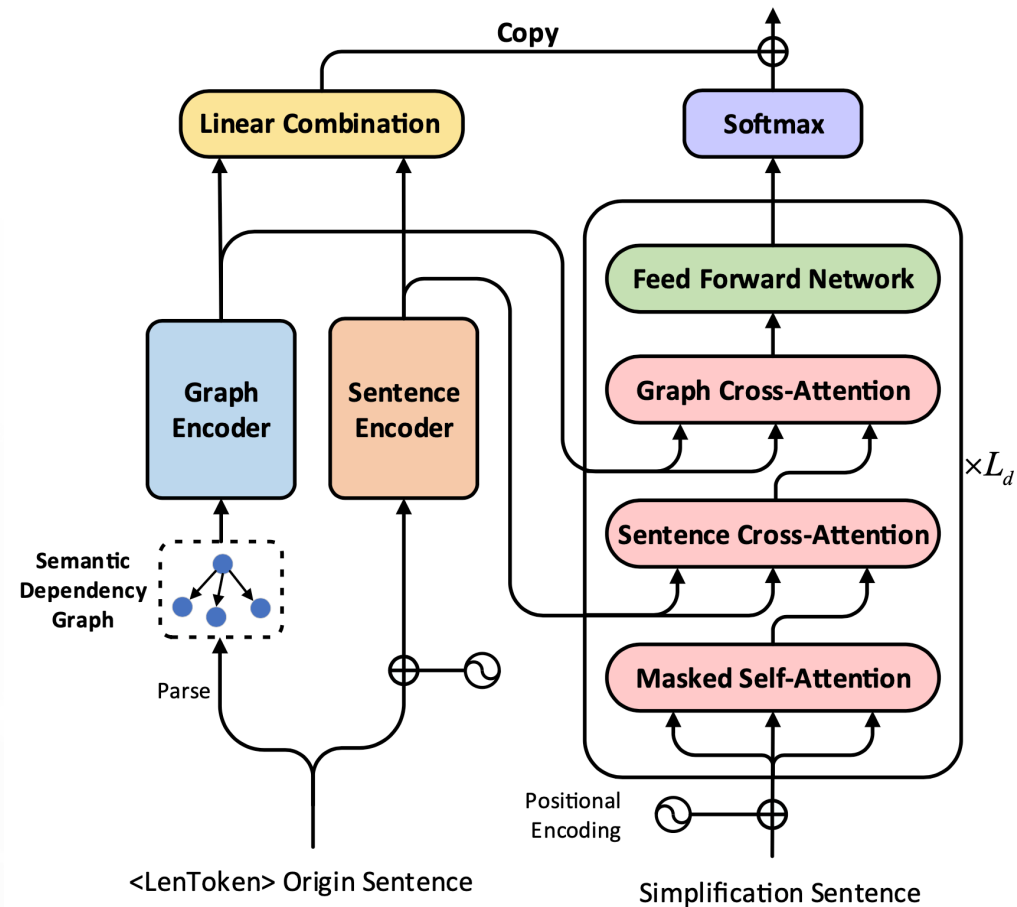 Copy
Linear Combination
Softmax
Feed Forward Network
Graph
Encoder
Sentence
Encoder
Graph Cross-Attention
×L_d
Sentence Cross-Attention
Semantic
Dependency
Graph
Masked Self-Attention
Parse
Positional
Encoding
<LenToken> Origin Sentence
Simplification Sentence